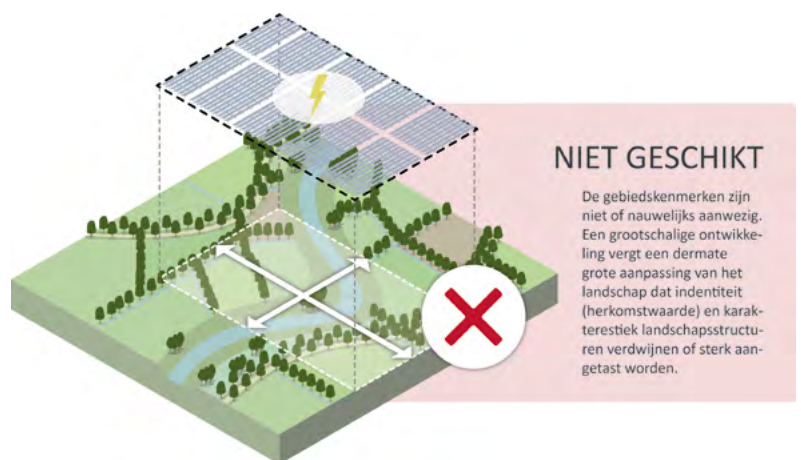 NIET GESCHIKT
De gebiedskenmerken zijn
niet of nauwelijks aanwezig.
Een grootschalige ontwikke-
ling vergt een dermate
grote aanpassing van het
landschap dat indentiteit
(herkomstwaarde) en karak-
terestiek landschapsstructu-
ren verdwijnen of sterk aan-
getast worden.